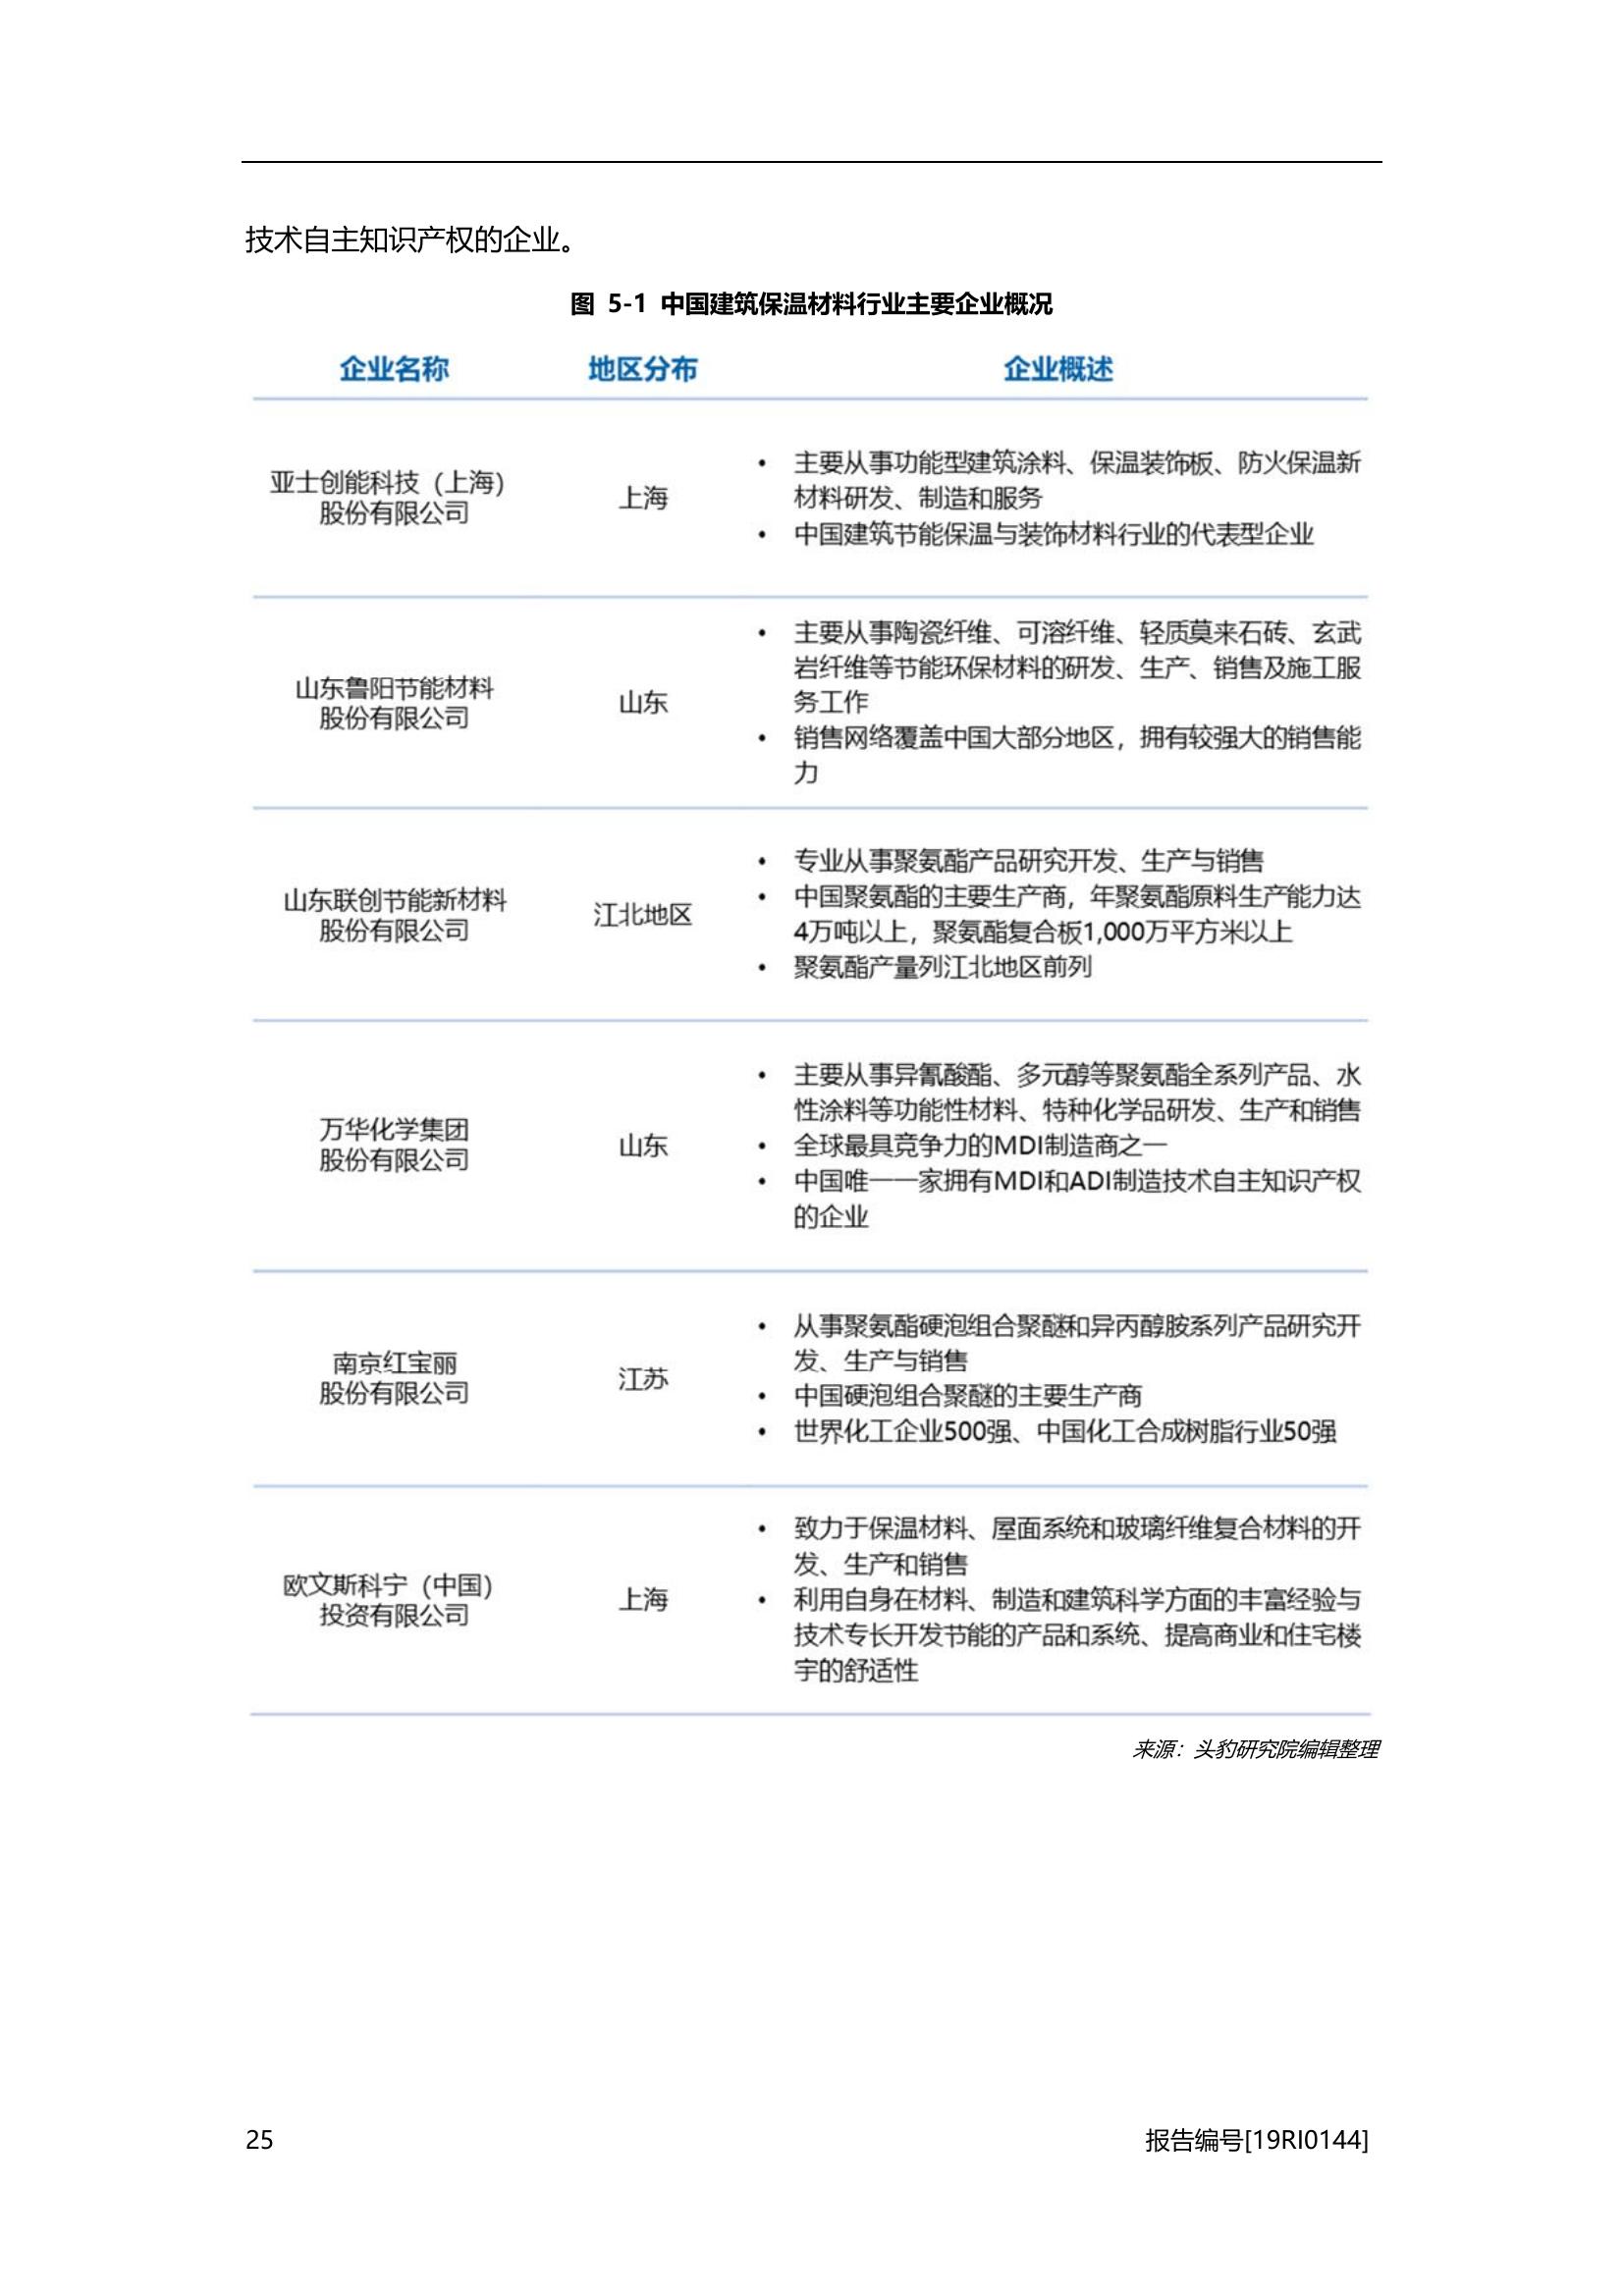 技术自主知识产权的企业。
图 5-1 中国建筑保温材料行业主要企业概况
企业名称 地区分布 企业概述
亚士创能科技（上海）
股份有限公司
上海
• 主要从事功能型建筑涂料、保温装饰板、防火保温新
材料研发、制造和服务
• 中国建筑节能保温与装饰材料行业的代表型企业
山东鲁阳节能材料
股份有限公司
山东
• 主要从事陶瓷纤维、可溶纤维、轻质莫来石砖、玄武
岩纤维等节能环保材料的研发、生产、销售及施工服
务工作
• 销售网络覆盖中国大部分地区，拥有较强大的销售能
力
山东联创节能新材料
股份有限公司
江北地区
• 专业从事聚氨酯产品研究开发、生产与销售
• 中国聚氨酯的主要生产商，年聚氨酯原料生产能力达
4万吨以上，聚氨酯复合板1,000万平方米以上
• 聚氨酯产量列江北地区前列
万华化学集团
股份有限公司
山东
• 主要从事异氰酸酯、多元醇等聚氨酯全系列产品、水
性涂料等功能性材料、特种化学品研发、生产和销售
• 全球最具竞争力的MDI制造商之一
• 中国唯一一家拥有MDI和ADI制造技术自主知识产权
的企业
南京红宝丽
股份有限公司
江苏
• 从事聚氨酯硬泡组合聚醚和异丙醇胺系列产品研究开
发、生产与销售
• 中国硬泡组合聚醚的主要生产商
• 世界化工企业500强、中国化工合成树脂行业50强
欧文斯科宁（中国）
投资有限公司
上海
• 致力于保温材料、屋面系统和玻璃纤维复合材料的开
发、生产和销售
• 利用自身在材料、制造和建筑科学方面的丰富经验与
技术专长开发节能的产品和系统、提高商业和住宅楼
宇的舒适性
来源：头豹研究院编辑整理
25 报告编号[19RI0144]